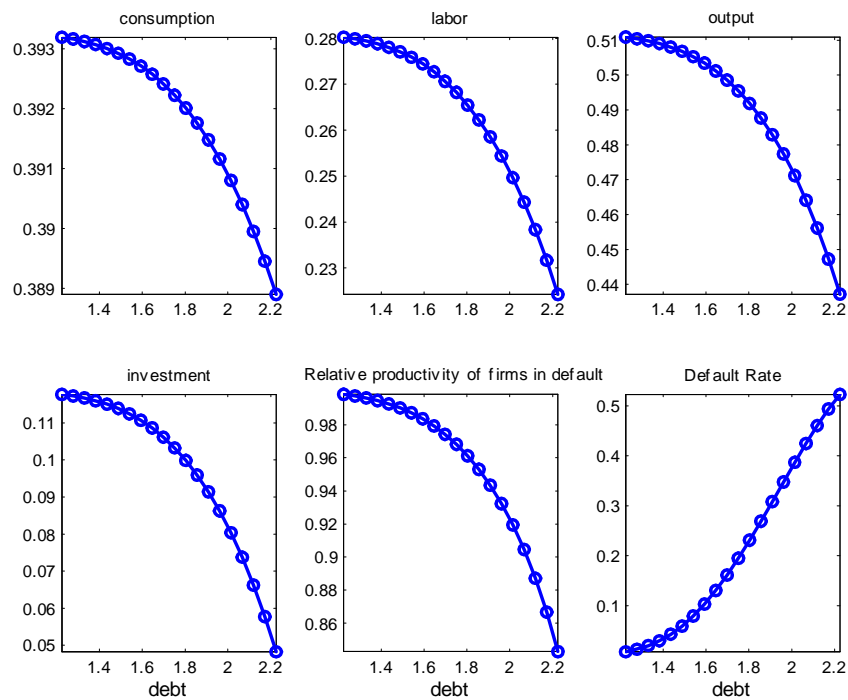 consumption
labor
output
0.393
0.392
0.391
0.39
0.389
1.4 1.6 1.8 2 2.2
0.28
0.27
0.26
0.25
0.24
0.23
1.4 1.6 1.8 2 2.2
0.51
0.5
0.49
0.48
0.47
0.46
0.45
0.44
1.4 1.6 1.8 2 2.2
investment
Relative productivity of firms in default
Default Rate
0.11
0.1
0.09
0.08
0.07
0.06
0.05
1.4 1.6 1.8 2 2.2
debt
0.98
0.96
0.94
0.92
0.9
0.88
0.86
1.4 1.6 1.8 2 2.2
debt
0.5
0.4
0.3
0.2
0.1
1.4 1.6 1.8 2 2.2
debt